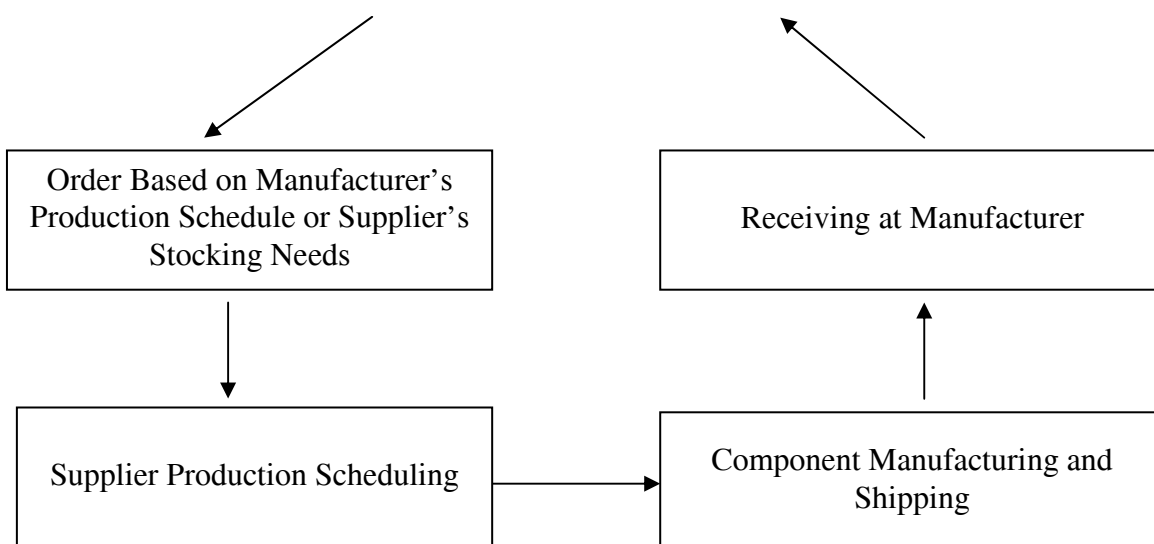 Order Based on Manufacturer’s
Production Schedule or Supplier’s
Stocking Needs
Receiving at Manufacturer
Supplier Production Scheduling
Component Manufacturing and
Shipping